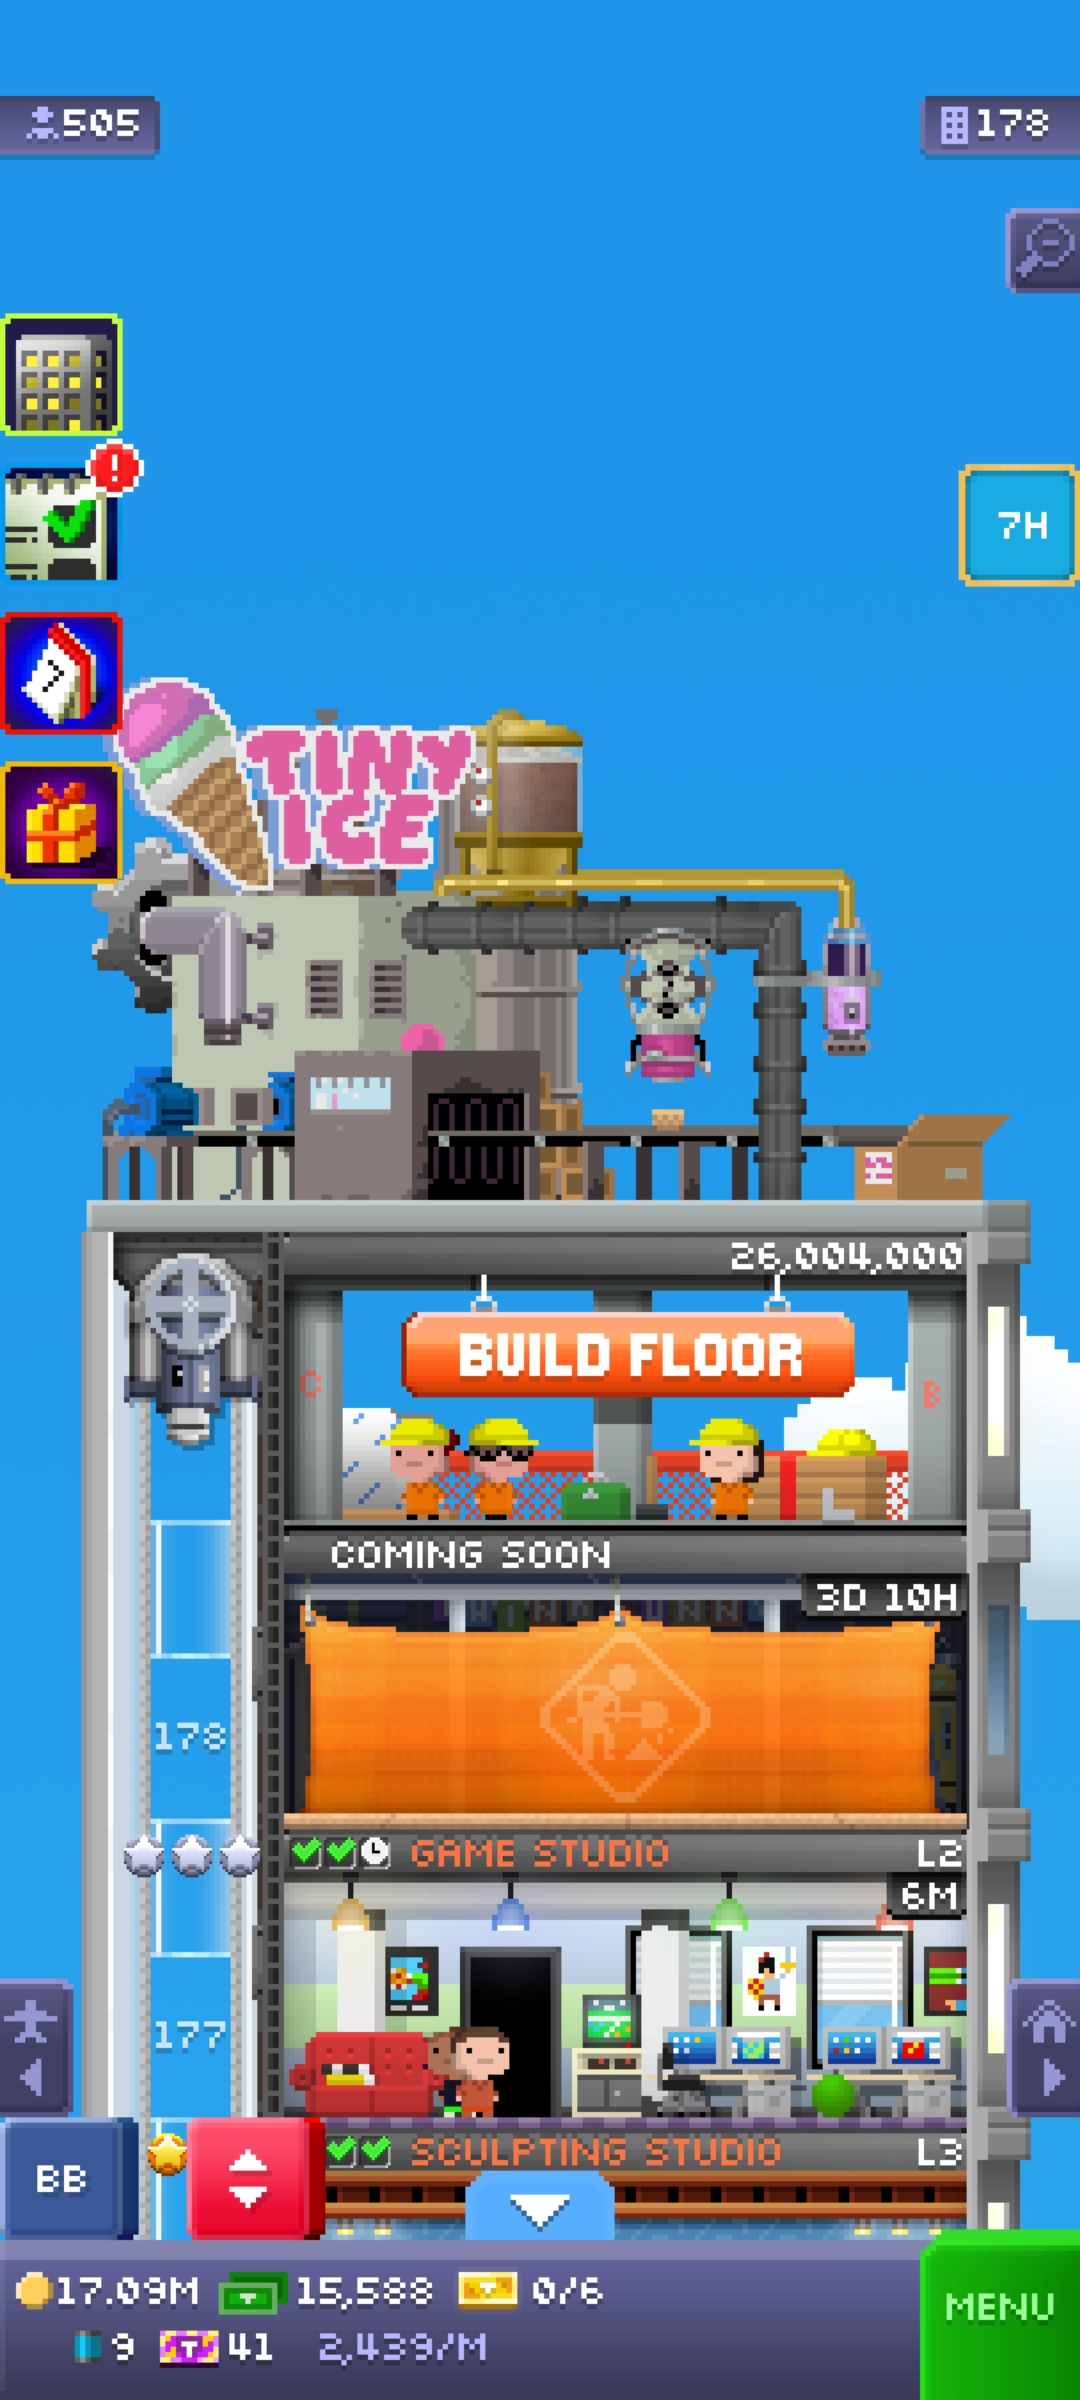 505
178
7H
TINY
ICE
26,004,000
BUILD FLOOR
C
B
COMING SOON
3D 10H
178
GAME STUDIO
L2
6M
177
SCULPTING STUDIO
L3
BB
17.09M
15,588
0/6
MENU
9
T
41
2,439/M